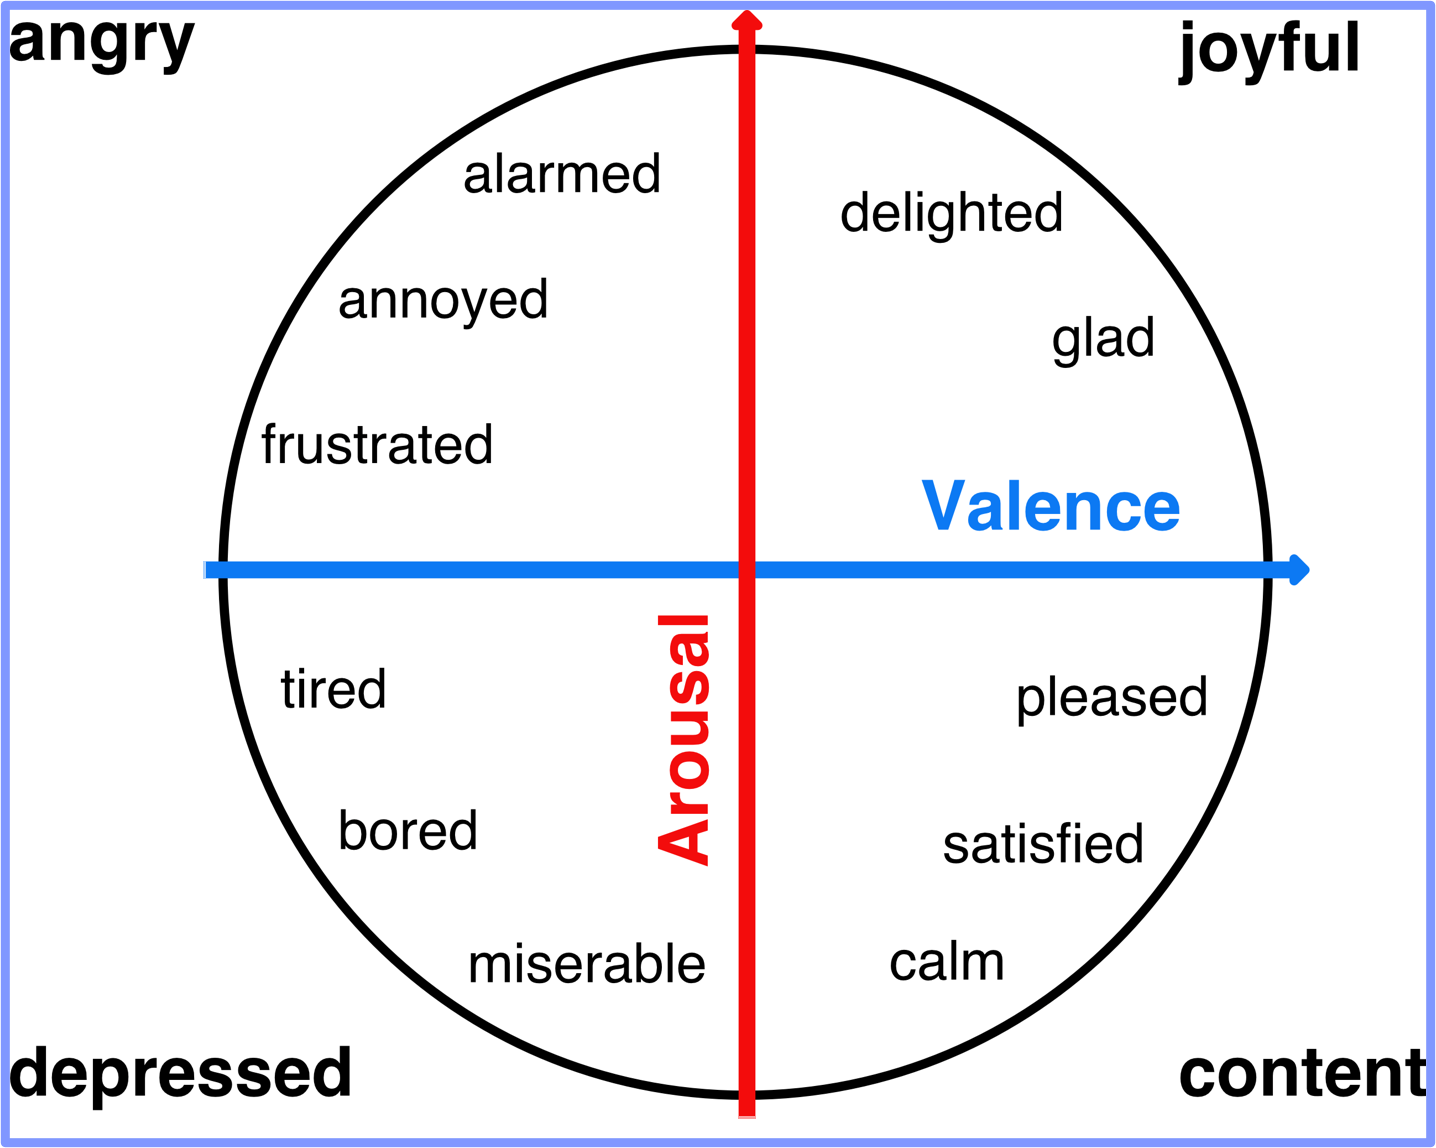 angry
joyful
alarmed
delighted
annoyed
glad
frustrated
Valence
Arousal
tired
pleased
bored
satisfied
miserable
calm
depressed
content